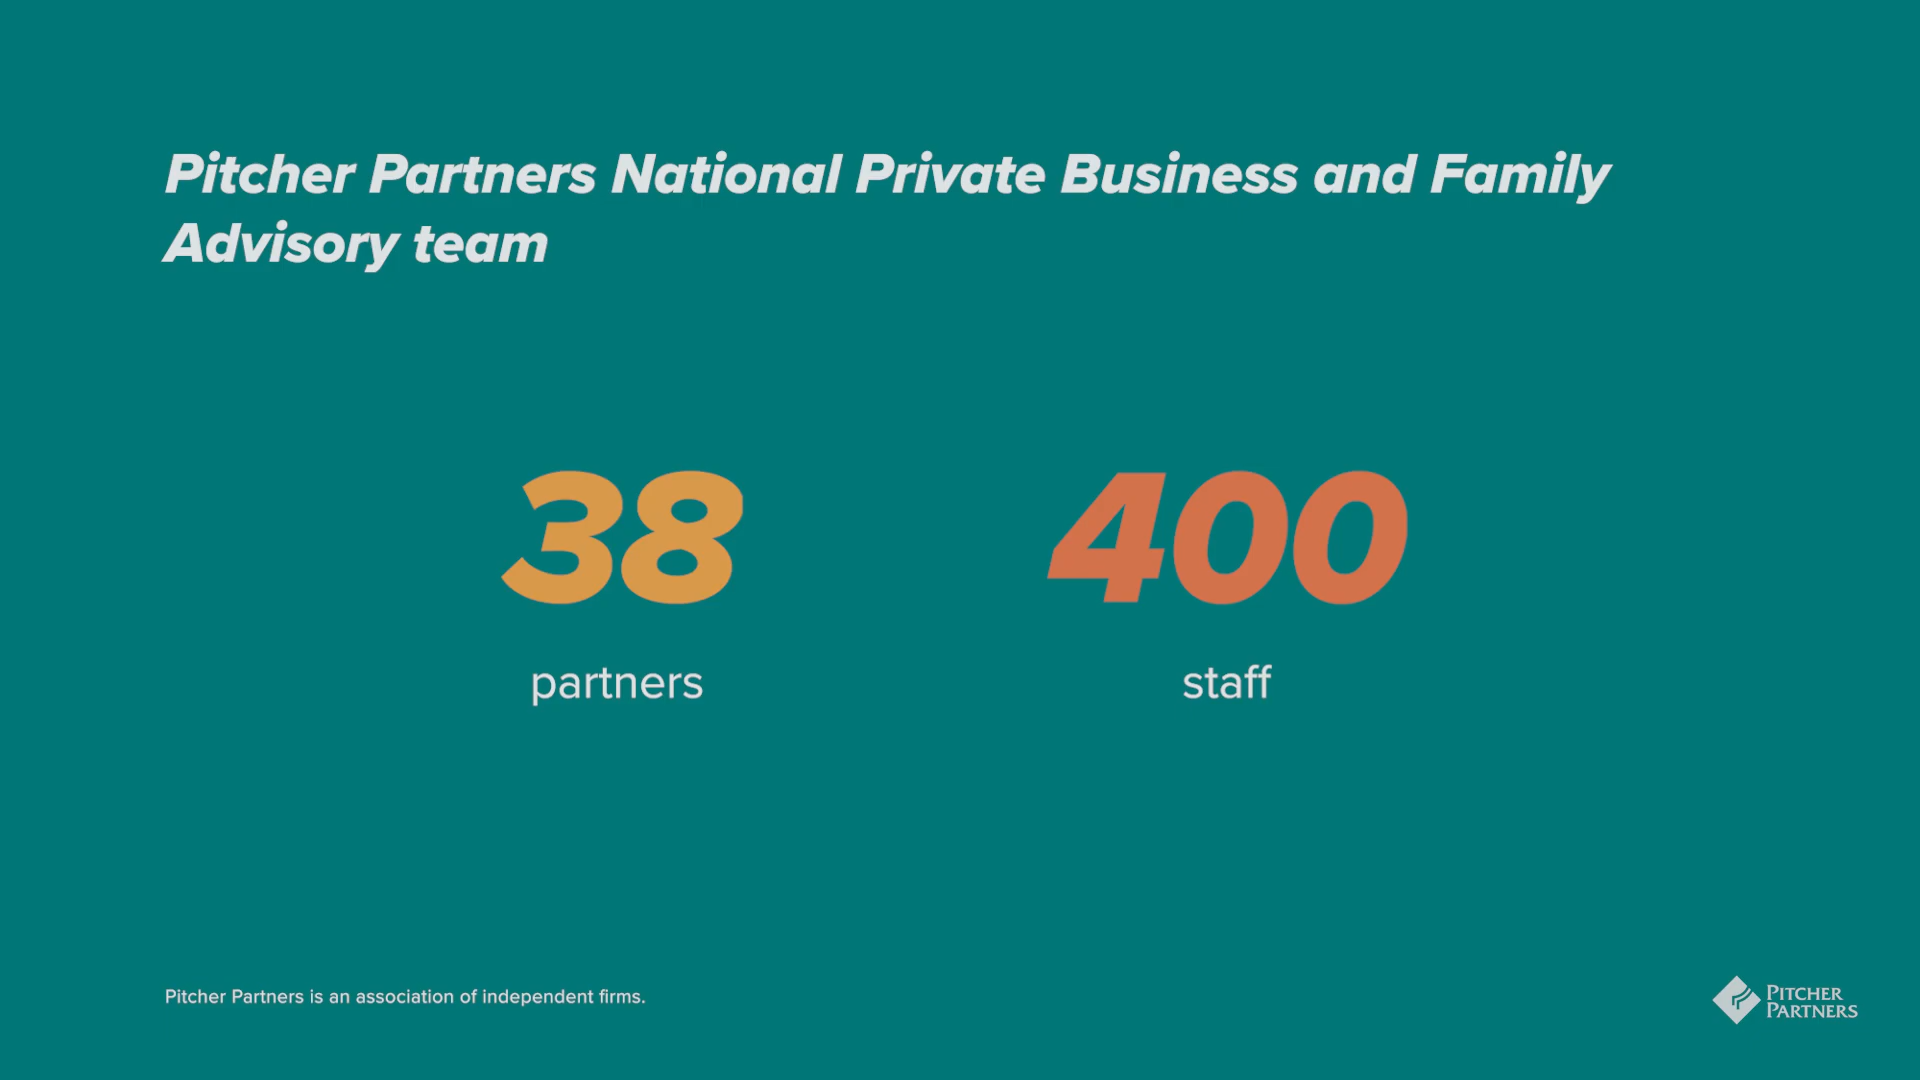 Pitcher Partners National Private Business and Family
Advisory team
38
400
partners
staff
Pitcher Partners is an association of independent firms.
PITCHER
PARTNERS